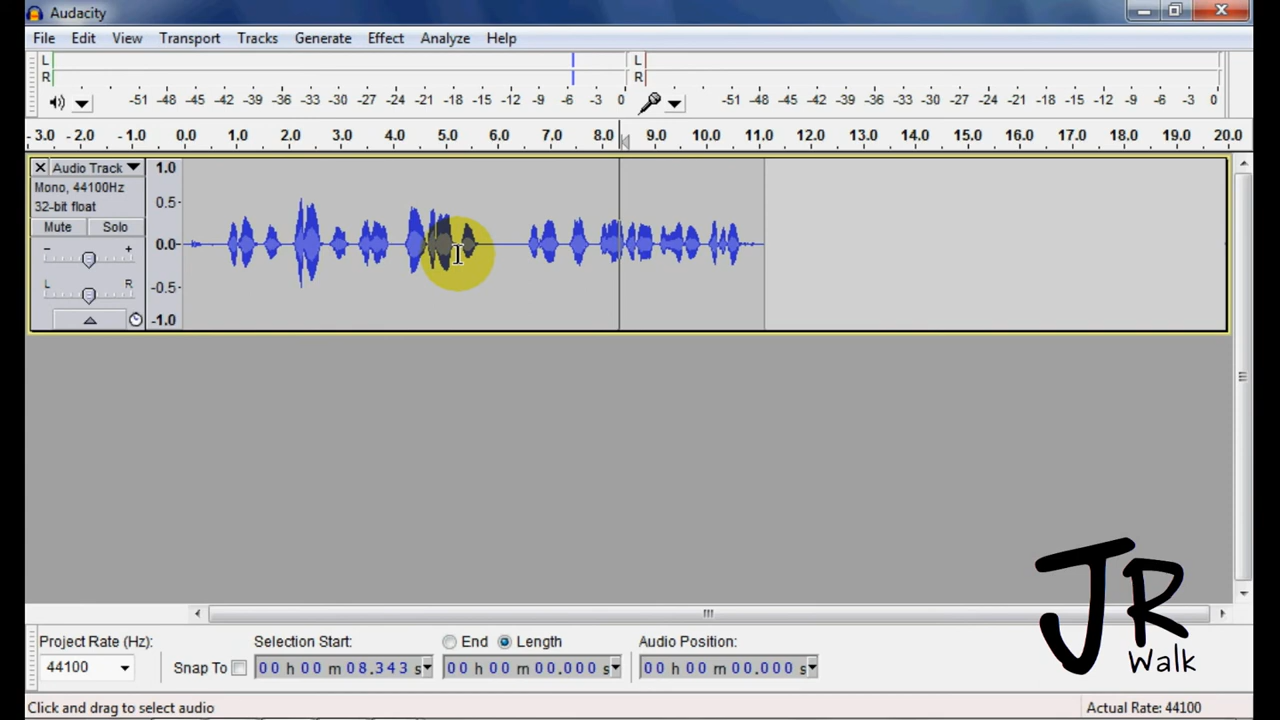 Audacity
File Edit View Transport Tracks Generate Effect Analyze Help
L L
R R
-51 -48 -45 -42 -39 -36 -33 -30 -27 -24 -21 -18 -15 -12 -9 -6 -3 0 -51 -48 -45 -42 -39 -36 -33 -30 -27 -24 -21 -18 -15 -12 -9 -6 -3 0
- 3.0 - 2.0 - 1.0 0.0 1.0 2.0 3.0 4.0 5.0 6.0 7.0 8.0 9.0 10.0 11.0 12.0 13.0 14.0 15.0 16.0 17.0 18.0 19.0 20.0
Audio Track 1.0
Mono, 44100Hz
32-bit float 0.5
Mute Solo
- + 0.0
L R -0.5
-1.0
JR
Walk
Project Rate (Hz): Selection Start: End Length Audio Position:
44100 Snap To 00 h 00 m 08.343 s 00 h 00 m 00.000 s 00 h 00 m 00.000 s
Click and drag to select audio Actual Rate: 44100